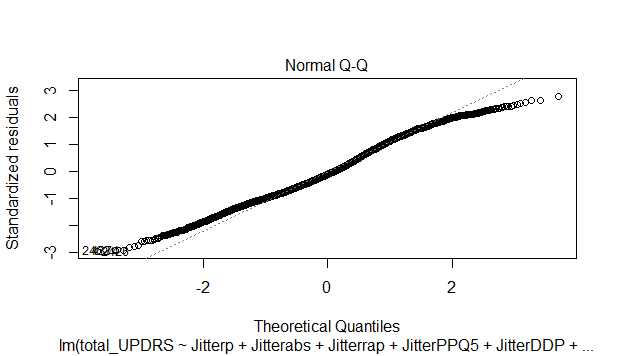 Normal Q-Q
Standardized residuals
3
2
1
0
-1
-3
-2
0
2
Theoretical Quantiles
lm(total_UPDRS ~ Jitterp + Jitterabs + Jitterrap + JitterPPQ5 + JitterDDP + ...